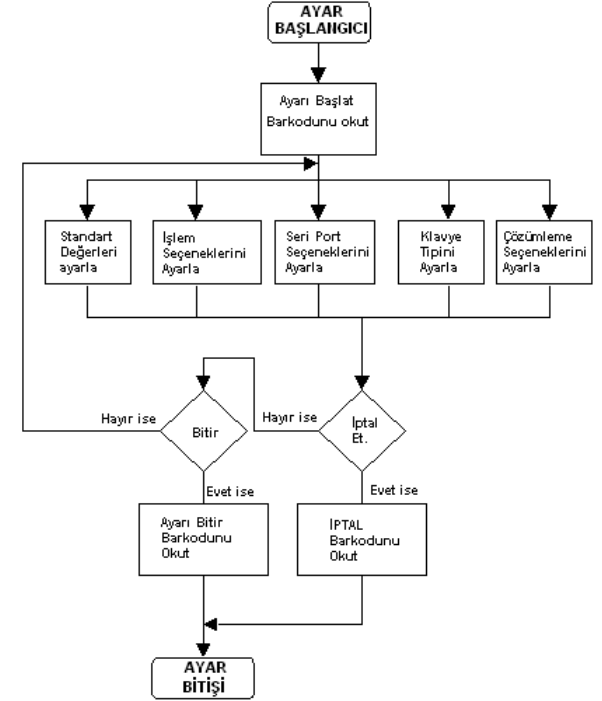 AYAR
BAŞLANGICI
Ayarı Başlat
Barkodunu okut
Standart
Değerleri
ayarla
İşlem
Seçeneklerini
Ayarla
Seri Port
Seçeneklerini
Ayarla
Klavye
Tipini
Ayarla
Çözümleme
Seçeneklerini
Ayarla
Hayır ise
Bitir
Hayır ise
İptal
Et.
Evet ise
Evet ise
Ayarı Bitir
Barkodunu
Okut
İPTAL
Barkodunu
Okut
AYAR
BİTİŞİ